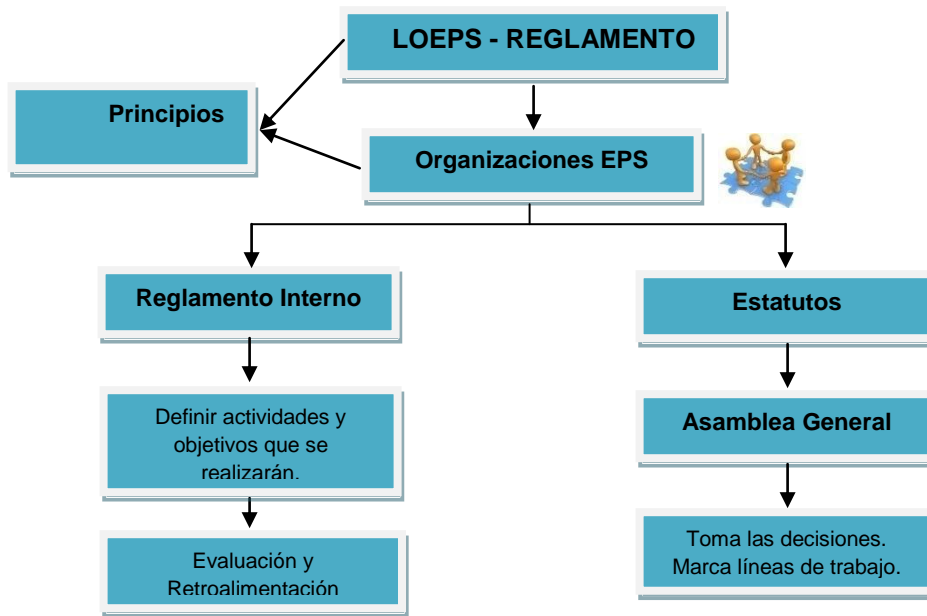 LOEPS - REGLAMENTO
Principios
Organizaciones EPS
Reglamento Interno
Estatutos
Definir actividades y
objetivos que se
realizarán.
Asamblea General
Evaluación y
Retroalimentación
Toma las decisiones.
Marca líneas de trabajo.